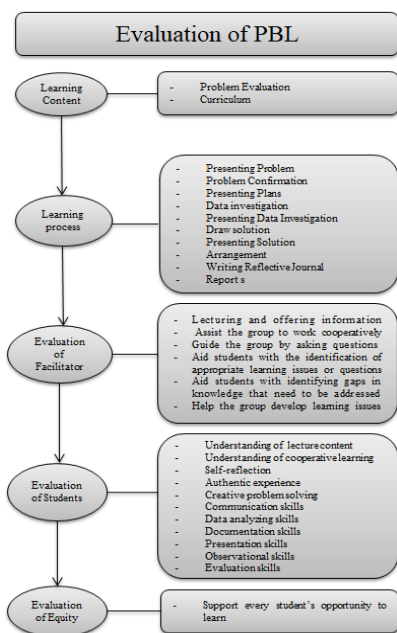 Evaluation of PBL
Learning
Content
- Problem Evaluation
- Curriculum
Learning
process
- Presenting Problem
- Problem Confirmation
- Presenting Plans
- Data investigation
- Presenting Data Investigation
- Draw solution
- Presenting Solution
- Arrangement
- Writing Reflective Journal
- Report s
Evaluation
of
Facilitator
- Lecturing and offering information
- Assist the group to work cooperatively
- Guide the group by asking questions
- Aid students with the identification of
appropriate learning issues or questions
- Aid students with identifying gaps in
knowledge that need to be addressed
- Help the group develop learning issues
Evaluation
of Students
- Understanding of lecture content
- Understanding of cooperative learning
- Self-reflection
- Authentic experience
- Creative problem solving
- Communication skills
- Data analyzing skills
- Documentation skills
- Presentation skills
- Observational skills
- Evaluation skills
Evaluation
of Equity
- Support every student's opportunity to
learn